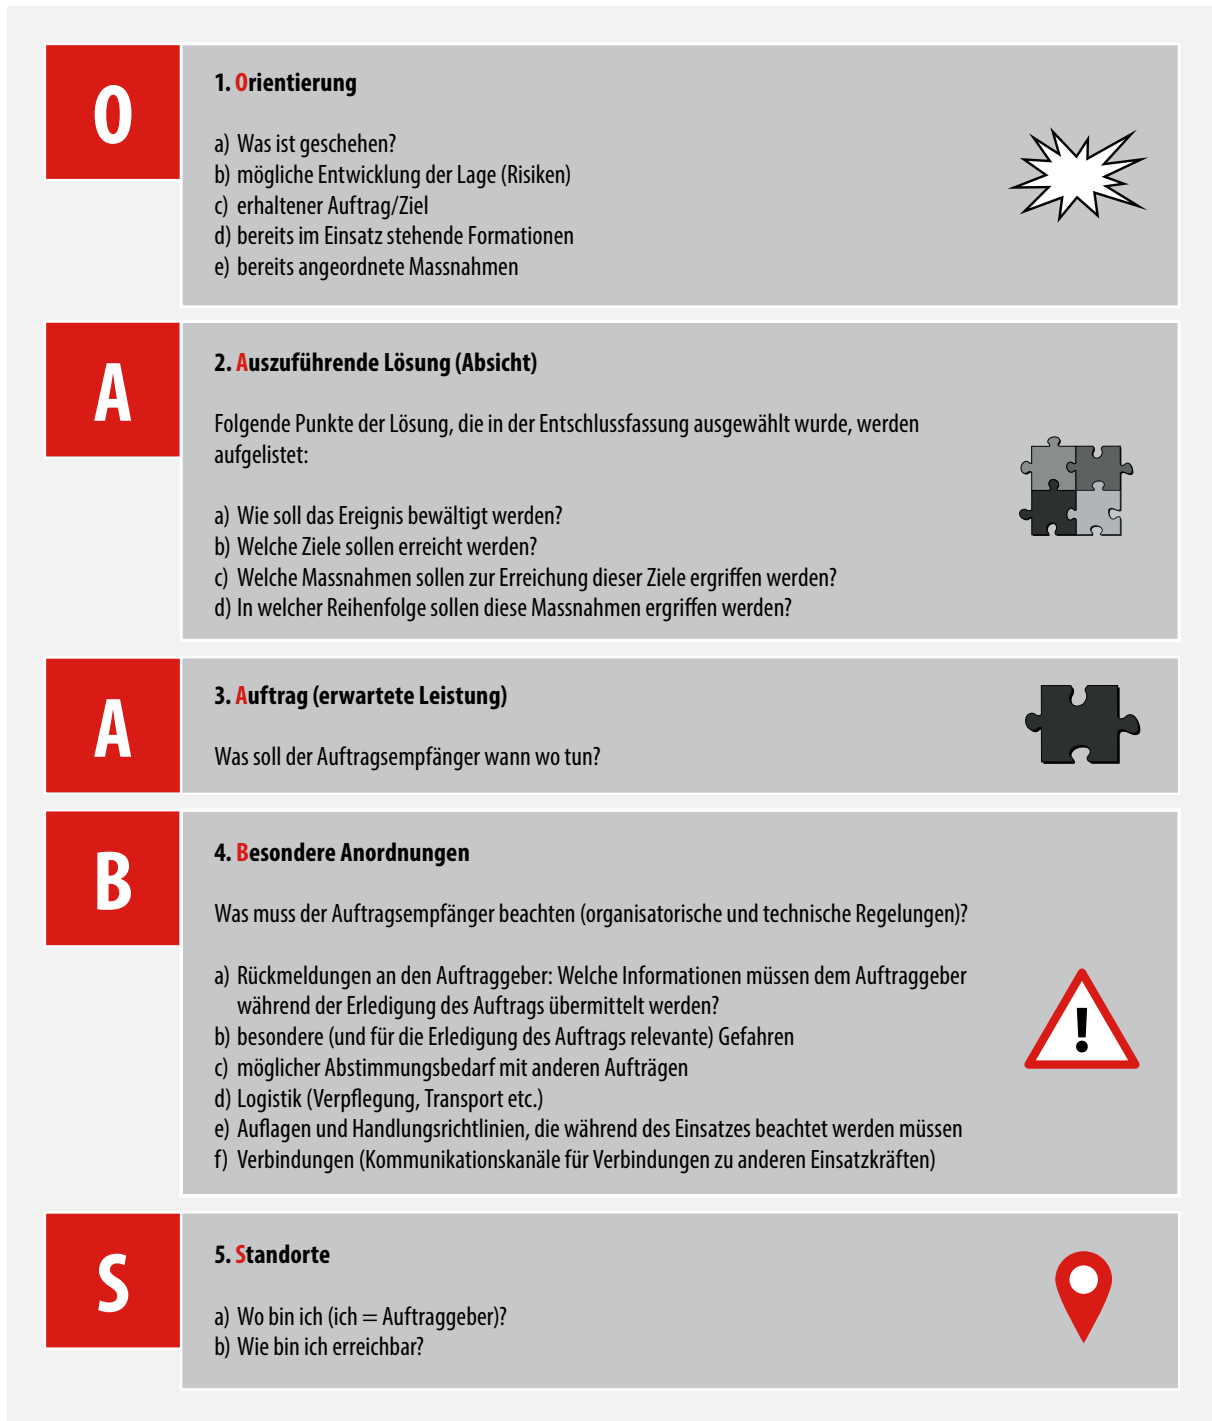 O
1. Orientierung
a) Was ist geschehen?
b) mögliche Entwicklung der Lage (Risiken)
c) erhaltener Auftrag/Ziel
d) bereits im Einsatz stehende Formationen
e) bereits angeordnete Massnahmen
A
2. Auszuführende Lösung (Absicht)
Folgende Punkte der Lösung, die in der Entschlussfassung ausgewählt wurde, werden
aufgelistet:
a) Wie soll das Ereignis bewältigt werden?
b) Welche Ziele sollen erreicht werden?
c) Welche Massnahmen sollen zur Erreichung dieser Ziele ergriffen werden?
d) In welcher Reihenfolge sollen diese Massnahmen ergriffen werden?
A
3. Auftrag (erwartete Leistung)
Was soll der Auftragsempfänger wann wo tun?
B
4. Besondere Anordnungen
Was muss der Auftragsempfänger beachten (organisatorische und technische Regelungen)?
a) Rückmeldungen an den Auftraggeber: Welche Informationen müssen dem Auftraggeber
während der Erledigung des Auftrags übermittelt werden?
b) besondere (und für die Erledigung des Auftrags relevante) Gefahren
c) möglicher Abstimmungsbedarf mit anderen Aufträgen
d) Logistik (Verpflegung, Transport etc.)
e) Auflagen und Handlungsrichtlinien, die während des Einsatzes beachtet werden müssen
f) Verbindungen (Kommunikationskanäle für Verbindungen zu anderen Einsatzkräften)
!
S
5. Standorte
a) Wo bin ich (ich = Auftraggeber)?
b) Wie bin ich erreichbar?